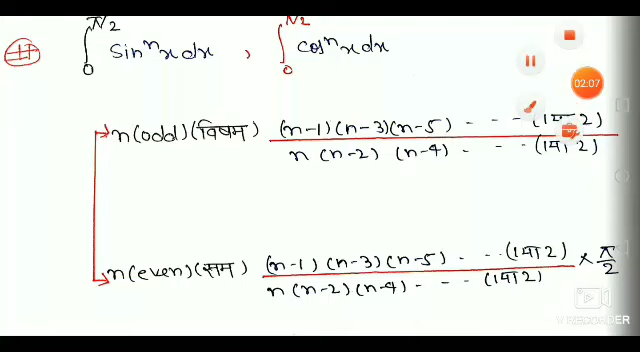 ∫₀^π/2 sinⁿx dx , ∫₀^π/2 cosⁿx dx
02:07
n(odd)(विषम) (n-1)(n-3)(n-5) - - - (1या 2)
n(n-2) (n-4) - - - (1या 2)
n(even)(सम) (n-1)(n-3)(n-5) - - - (1या 2) × π/2
n(n-2)(n-4) - - - (1या 2)
V RECORDER